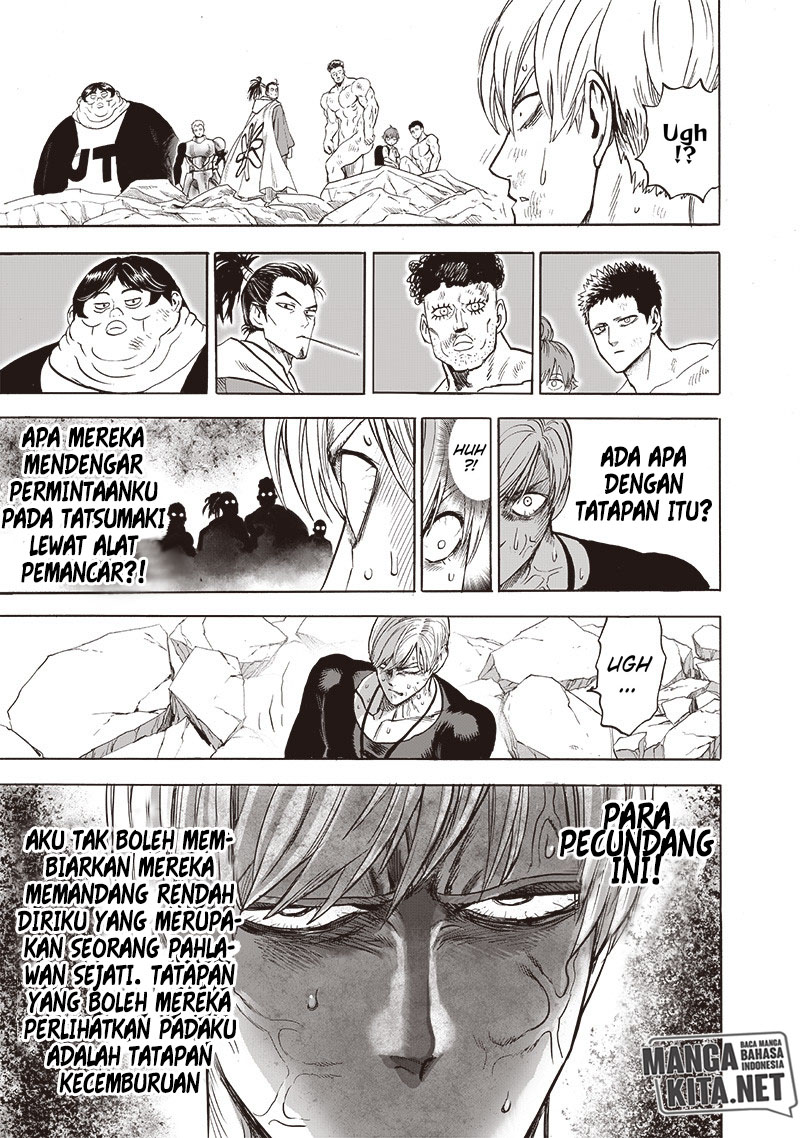 Ugh
!?
JT
ADA APA
DENGAN
TATAPAN ITU?
HUH
?!
APA MEREKA
MENDENGAR
PERMINTAANKU
PADA TATSUMAKI
LEWAT ALAT
PEMANCAR?!
UGH
...
PARA
PECUNDANG
INI!
AKU TAK BOLEH MEM-
BIARKAN MEREKA
MEMANDANG RENDAH
DIRIKU YANG MERUPA-
KAN SEORANG PAHLA-
WAN SEJATI. TATAPAN
YANG BOLEH MEREKA
PERLIHATKAN PADAKU
ADALAH TATAPAN
KECEMBURUAN
MANGA
KITA.NET
BACA MANGA
BAHASA
INDONESIA